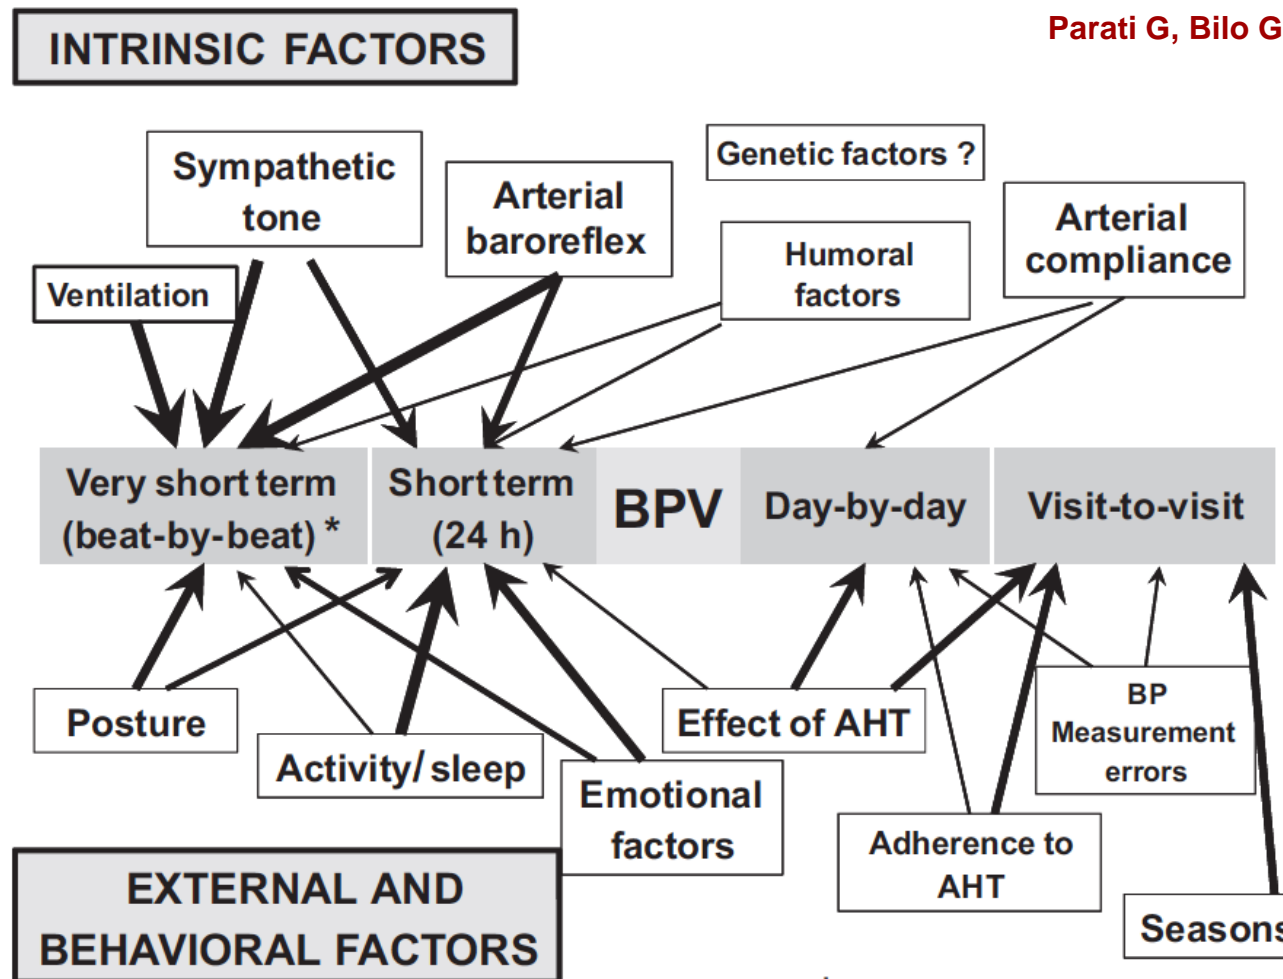 INTRINSIC FACTORS
Parati G, Bilo G
Sympathetic
tone
Arterial
baroreflex
Genetic factors ?
Arterial
compliance
Humoral
factors
Ventilation
Very short term
(beat-by-beat) *
Short term
(24 h)
BPV
Day-by-day
Visit-to-visit
Posture
Activity/ sleep
Emotional
factors
Effect of AHT
BP
Measurement
errors
Adherence to
AHT
Seasons
EXTERNAL AND
BEHAVIORAL FACTORS